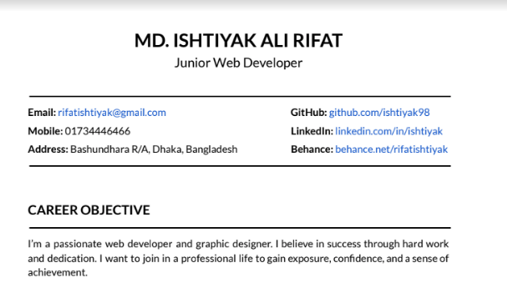 MD. ISHTIYAK ALI RIFAT
Junior Web Developer
Email: rifatishtiyak@gmail.com
Mobile: 01734446466
Address: Bashundhara R/A, Dhaka, Bangladesh
GitHub: github.com/ishtiyak98
LinkedIn: linkedin.com/in/ishtiyak
Behance: behance.net/rifatishtiyak
CAREER OBJECTIVE
I'm a passionate web developer and graphic designer. I believe in success through hard work
and dedication. I want to join in a professional life to gain exposure, confidence, and a sense of
achievement.